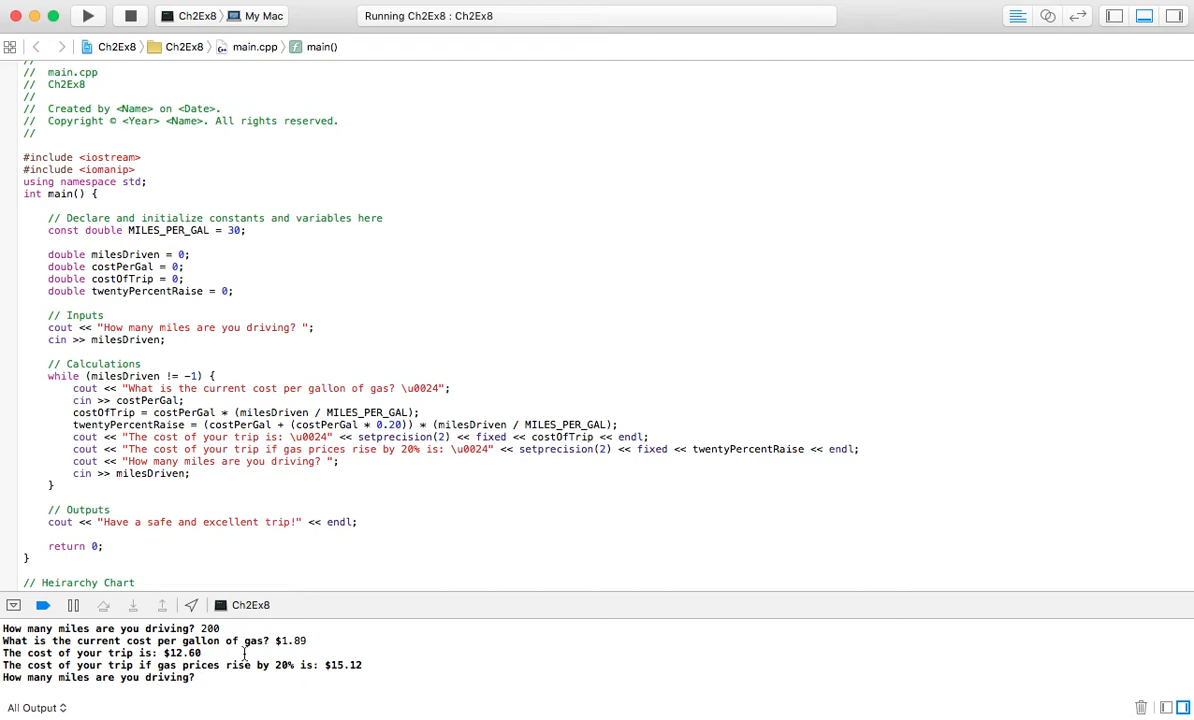 Ch2Ex8 My Mac
Running Ch2Ex8 : Ch2Ex8
Ch2Ex8 Ch2Ex8 main.cpp main()
//
// main.cpp
// Ch2Ex8
//
// Created by <Name> on <Date>.
// Copyright © <Year> <Name>. All rights reserved.
//
#include <iostream>
#include <iomanip>
using namespace std;
int main() {
// Declare and initialize constants and variables here
const double MILES_PER_GAL = 30;
double milesDriven = 0;
double costPerGal = 0;
double costOfTrip = 0;
double twentyPercentRaise = 0;
// Inputs
cout << "How many miles are you driving? ";
cin >> milesDriven;
// Calculations
while (milesDriven != -1) {
cout << "What is the current cost per gallon of gas? \u0024";
cin >> costPerGal;
costOfTrip = costPerGal * (milesDriven / MILES_PER_GAL);
twentyPercentRaise = (costPerGal + (costPerGal * 0.20)) * (milesDriven / MILES_PER_GAL);
cout << "The cost of your trip is: \u0024" << setprecision(2) << fixed << costOfTrip << endl;
cout << "The cost of your trip if gas prices rise by 20% is: \u0024" << setprecision(2) << fixed << twentyPercentRaise << endl;
cout << "How many miles are you driving? ";
cin >> milesDriven;
}
// Outputs
cout << "Have a safe and excellent trip!" << endl;
return 0;
}
// Heirarchy Chart
Ch2Ex8
How many miles are you driving? 200
What is the current cost per gallon of gas? $1.89
The cost of your trip is: $12.60
The cost of your trip if gas prices rise by 20% is: $15.12
How many miles are you driving?
All Output